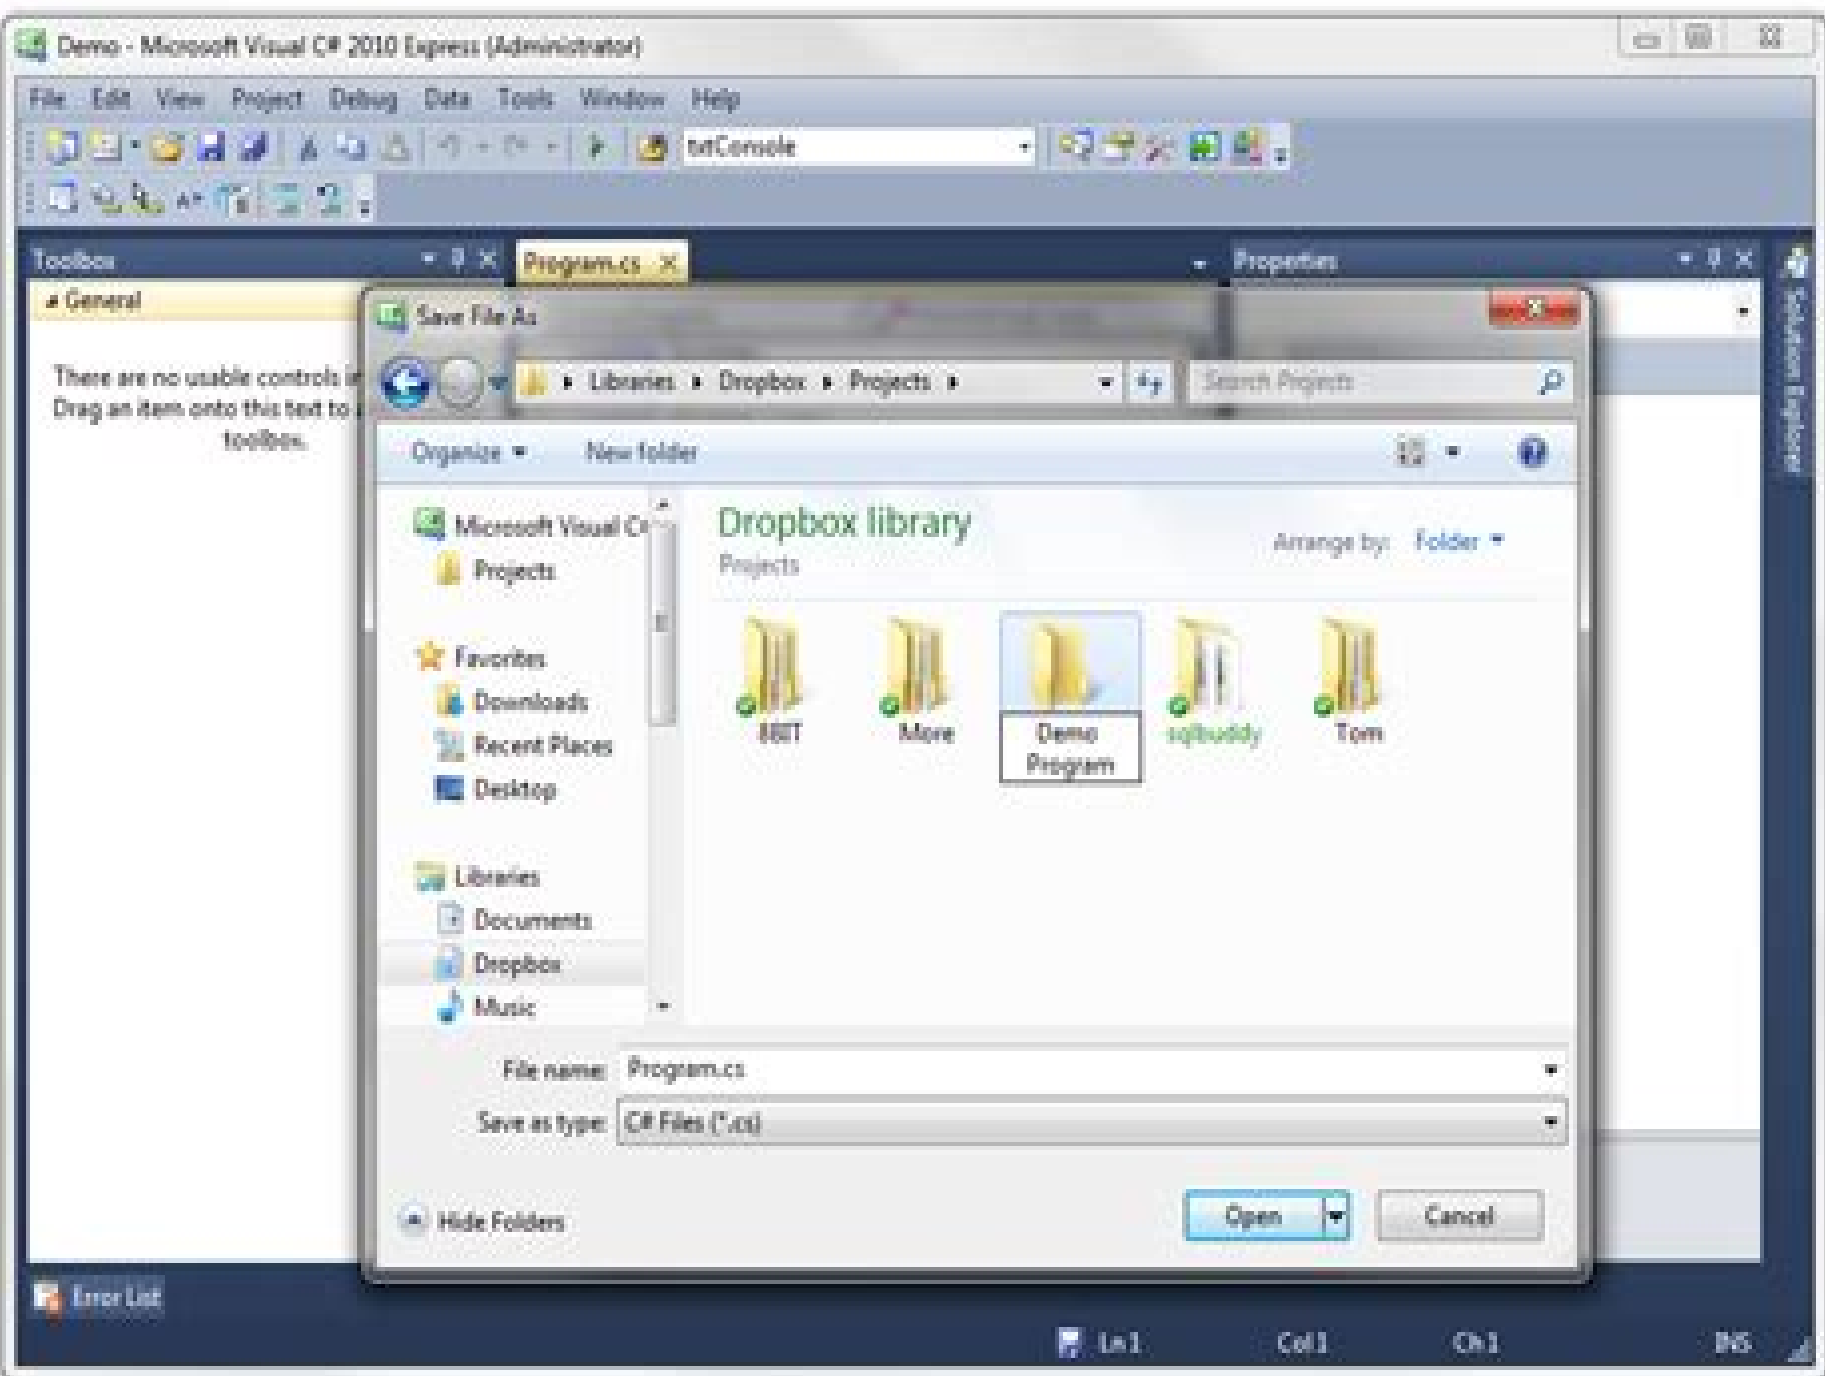 Demo - Microsoft Visual C# 2010 Express (Administrator)
File Edit View Project Debug Data Tools Window Help
txtConsole
Toolbox
Program.cs
Properties
General
Solution Explorer
There are no usable controls
Drag an item onto this text to
toolbox.
Save File As
Libraries Dropbox Projects
Search Projects
Organize New folder
Microsoft Visual C#
Projects
Favorites
Downloads
Recent Places
Desktop
Libraries
Documents
Dropbox
Music
Dropbox library
Projects
Arrange by: Folder
8BIT More Demo Program sqlbuddy Tom
File name: Program.cs
Save as type: C# Files (*.cs)
Hide Folders
Open Cancel
Error List
Ln 1 Col 1 Ch 1 INS